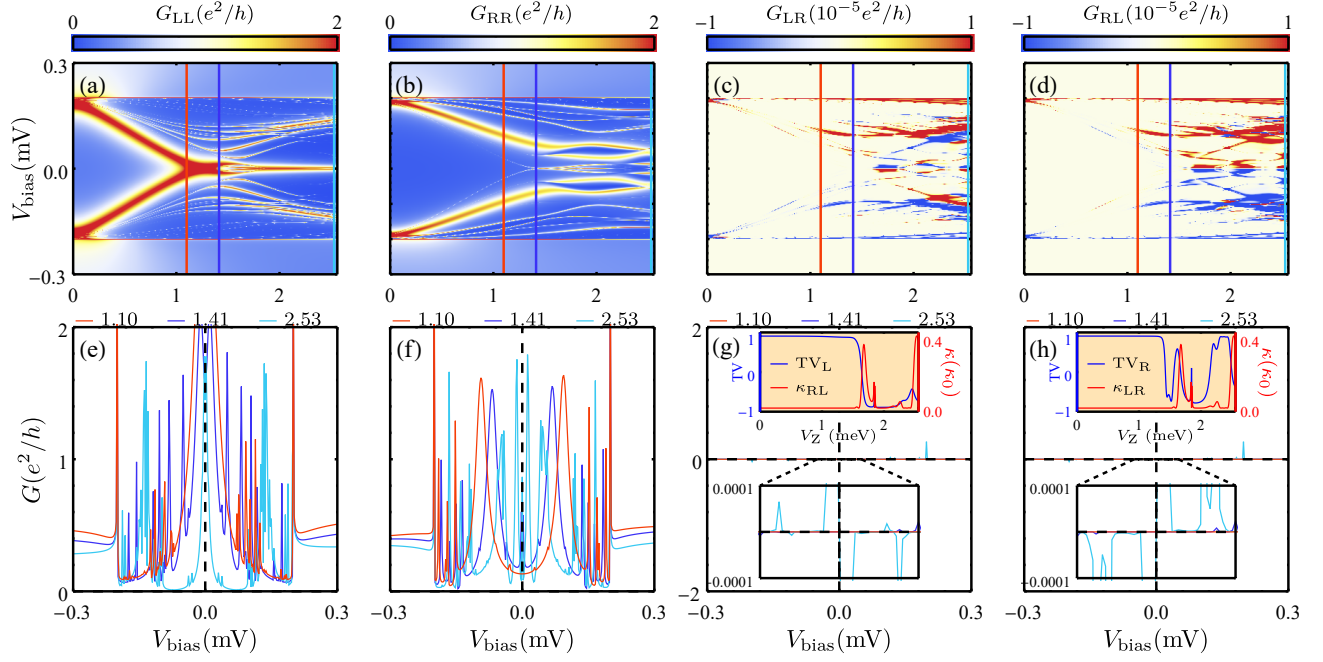 G_LL(e²/h) G_RR(e²/h) G_LR(10⁻⁵e²/h) G_RL(10⁻⁵e²/h)
0 2 0 2 −1 1 −1 1
0.3
(a) (b) (c) (d)
V_bias(mV)
0.0
−0.3
0 1 2 0 1 2 0 1 2 0 1 2
1.10 1.41 2.53 1.10 1.41 2.53 1.10 1.41 2.53 1.10 1.41 2.53
2 2
(e) (f) (g) (h)
1 0.4 1 0.4
TV TV_L κ(κ₀) TV TV_R κ(κ₀)
0 0
κ_RL κ_LR
−1 0.0 −1 0.0
0 1 2 0 1 2
V_Z (meV) V_Z (meV)
G(e²/h)
1 0
0.0001 0.0001
−0.0001 −0.0001
0 −2
−0.3 0.0 0.3 0.0 0.3 −0.3 0.0 0.3 −0.3 0.0 0.3
V_bias(mV) V_bias(mV) V_bias(mV) V_bias(mV)